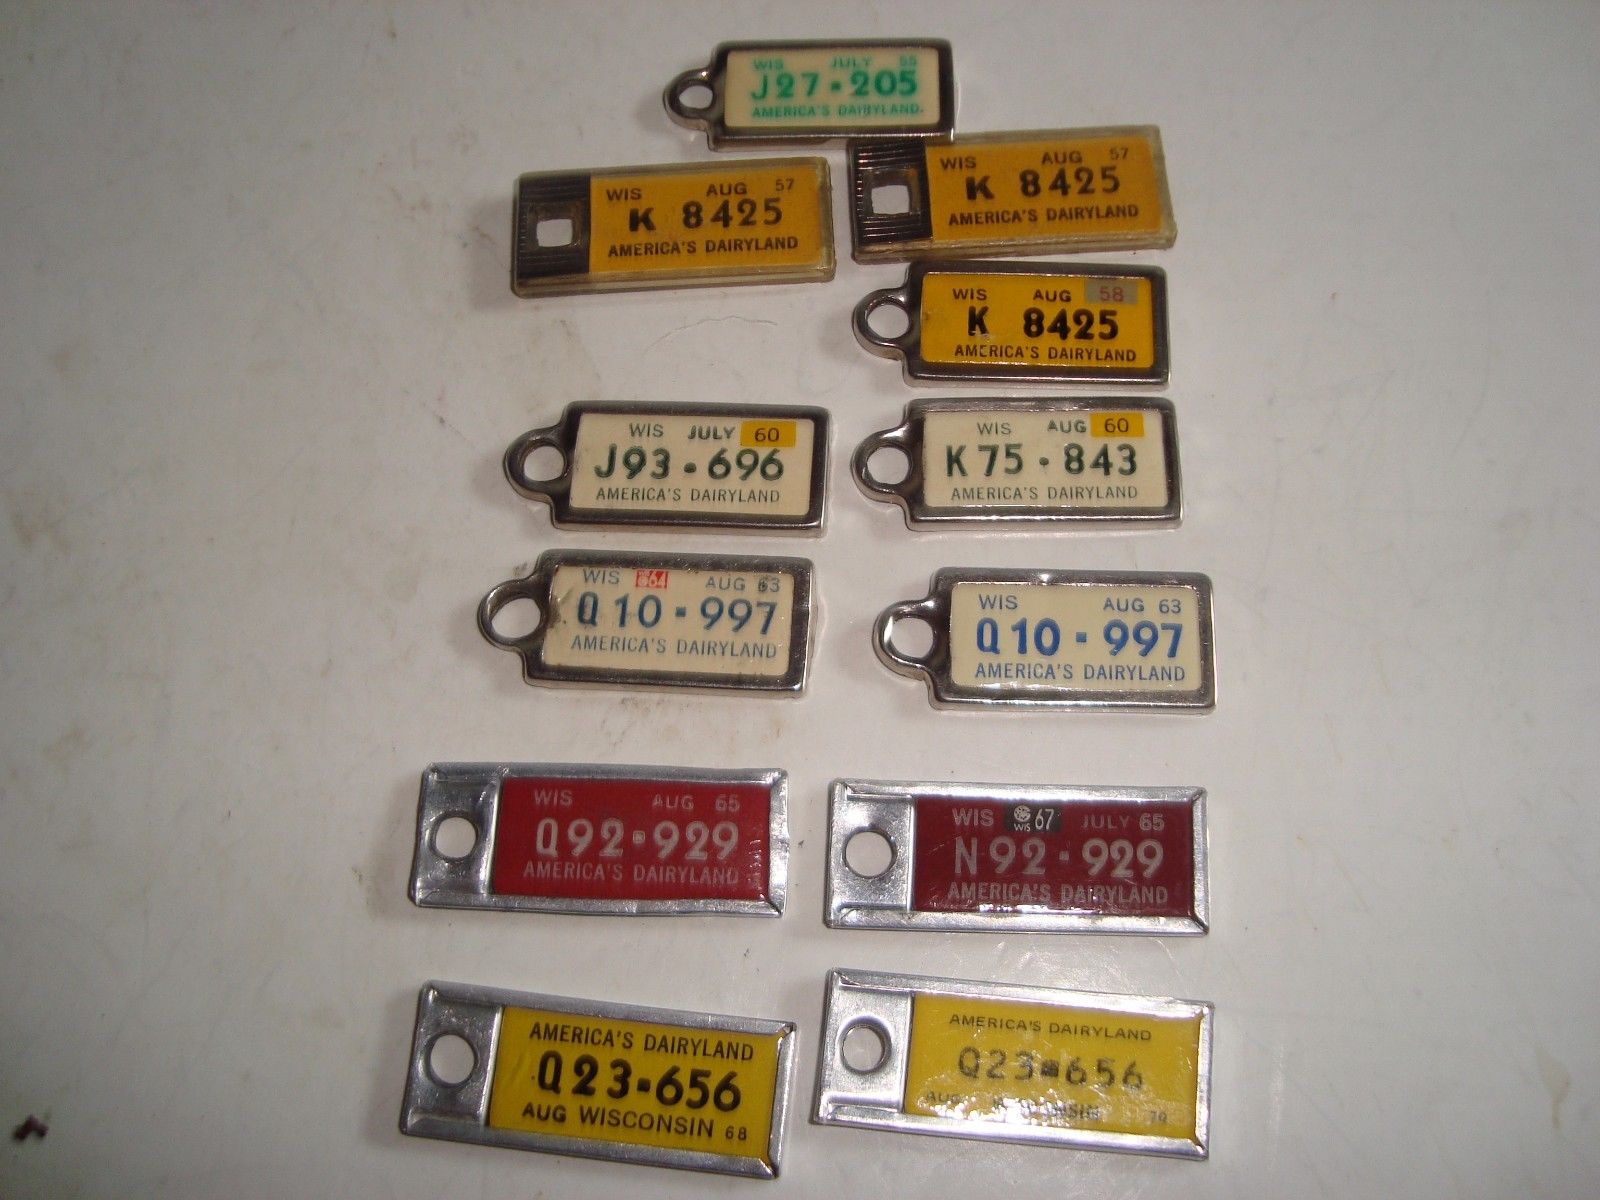 WIS JULY 55
J27·205
AMERICA'S DAIRYLAND
WIS AUG 57
K 8425
AMERICA'S DAIRYLAND
WIS AUG 57
K 8425
AMERICA'S DAIRYLAND
WIS AUG 58
K 8425
AMERICA'S DAIRYLAND
WIS JULY 60
J93·696
AMERICA'S DAIRYLAND
WIS AUG 60
K75·843
AMERICA'S DAIRYLAND
WIS 64 AUG 63
Q10-997
AMERICA'S DAIRYLAND
WIS AUG 63
Q10-997
AMERICA'S DAIRYLAND
WIS AUG 65
Q92-929
AMERICA'S DAIRYLAND
WIS WIS 67 JULY 65
N92-929
AMERICA'S DAIRYLAND
AMERICA'S DAIRYLAND
Q23-656
AUG WISCONSIN 68
AMERICA'S DAIRYLAND
Q23-656
AUG WISCONSIN